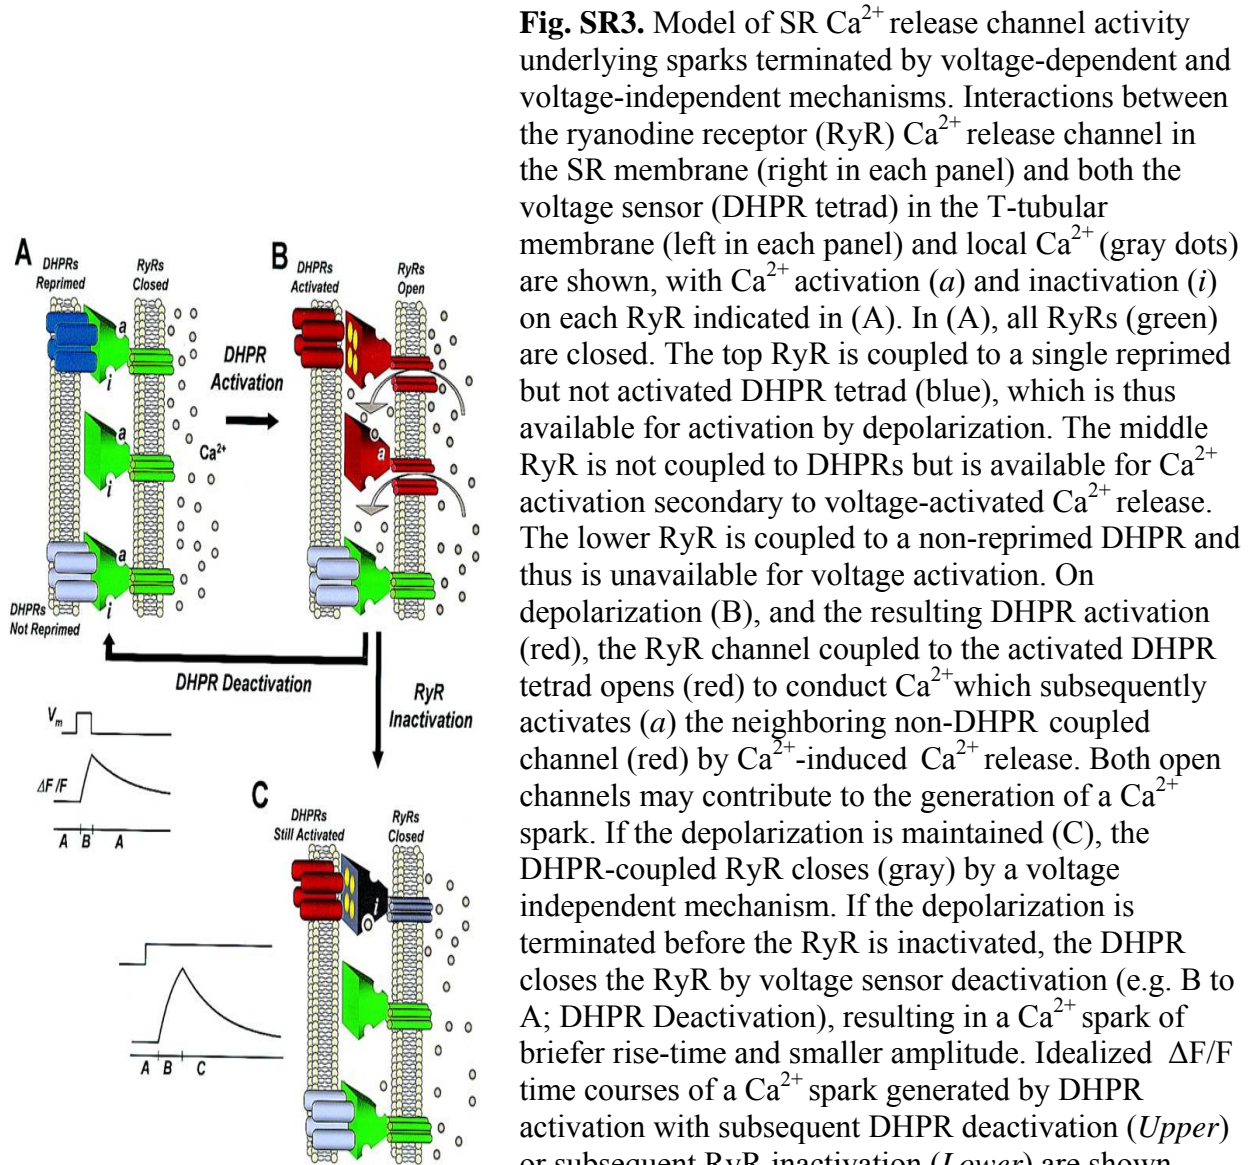 Fig. SR3. Model of SR Ca2+ release channel activity
underlying sparks terminated by voltage-dependent and
voltage-independent mechanisms. Interactions between
the ryanodine receptor (RyR) Ca2+ release channel in
the SR membrane (right in each panel) and both the
voltage sensor (DHPR tetrad) in the T-tubular
membrane (left in each panel) and local Ca2+ (gray dots)
are shown, with Ca2+ activation (a) and inactivation (i)
on each RyR indicated in (A). In (A), all RyRs (green)
are closed. The top RyR is coupled to a single reprimed
but not activated DHPR tetrad (blue), which is thus
available for activation by depolarization. The middle
RyR is not coupled to DHPRs but is available for Ca2+
activation secondary to voltage-activated Ca2+ release.
The lower RyR is coupled to a non-reprimed DHPR and
thus is unavailable for voltage activation. On
depolarization (B), and the resulting DHPR activation
(red), the RyR channel coupled to the activated DHPR
tetrad opens (red) to conduct Ca2+which subsequently
activates (a) the neighboring non-DHPR coupled
channel (red) by Ca2+-induced Ca2+ release. Both open
channels may contribute to the generation of a Ca2+
spark. If the depolarization is maintained (C), the
DHPR-coupled RyR closes (gray) by a voltage
independent mechanism. If the depolarization is
terminated before the RyR is inactivated, the DHPR
closes the RyR by voltage sensor deactivation (e.g. B to
A; DHPR Deactivation), resulting in a Ca2+ spark of
briefer rise-time and smaller amplitude. Idealized ΔF/F
time courses of a Ca2+ spark generated by DHPR
activation with subsequent DHPR deactivation (Upper)
or subsequent RyR inactivation (Lower) are shown
A
DHPRs
Reprimed
RyRs
Closed
a
i
a
i
a
i
Ca2+
DHPRs
Not Reprimed
DHPR
Activation
B
DHPRs
Activated
RyRs
Open
a
DHPR Deactivation
RyR
Inactivation
Vm
ΔF/F
A B A
C
DHPRs
Still Activated
RyRs
Closed
i
A B C